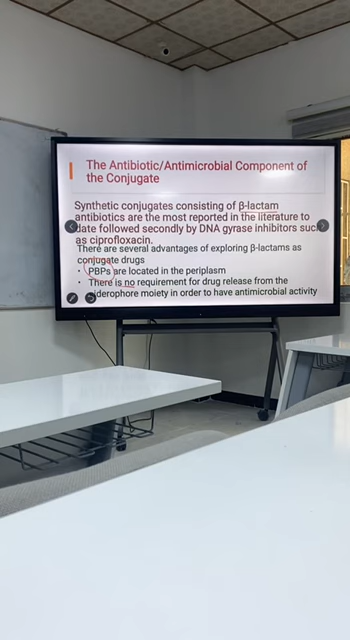 The Antibiotic/Antimicrobial Component of
the Conjugate
Synthetic conjugates consisting of β-lactam
antibiotics are the most reported in the literature to
date followed secondly by DNA gyrase inhibitors such
as ciprofloxacin.
There are several advantages of exploring β-lactams as
conjugate drugs
• PBPs are located in the periplasm
• There is no requirement for drug release from the
siderophore moiety in order to have antimicrobial activity